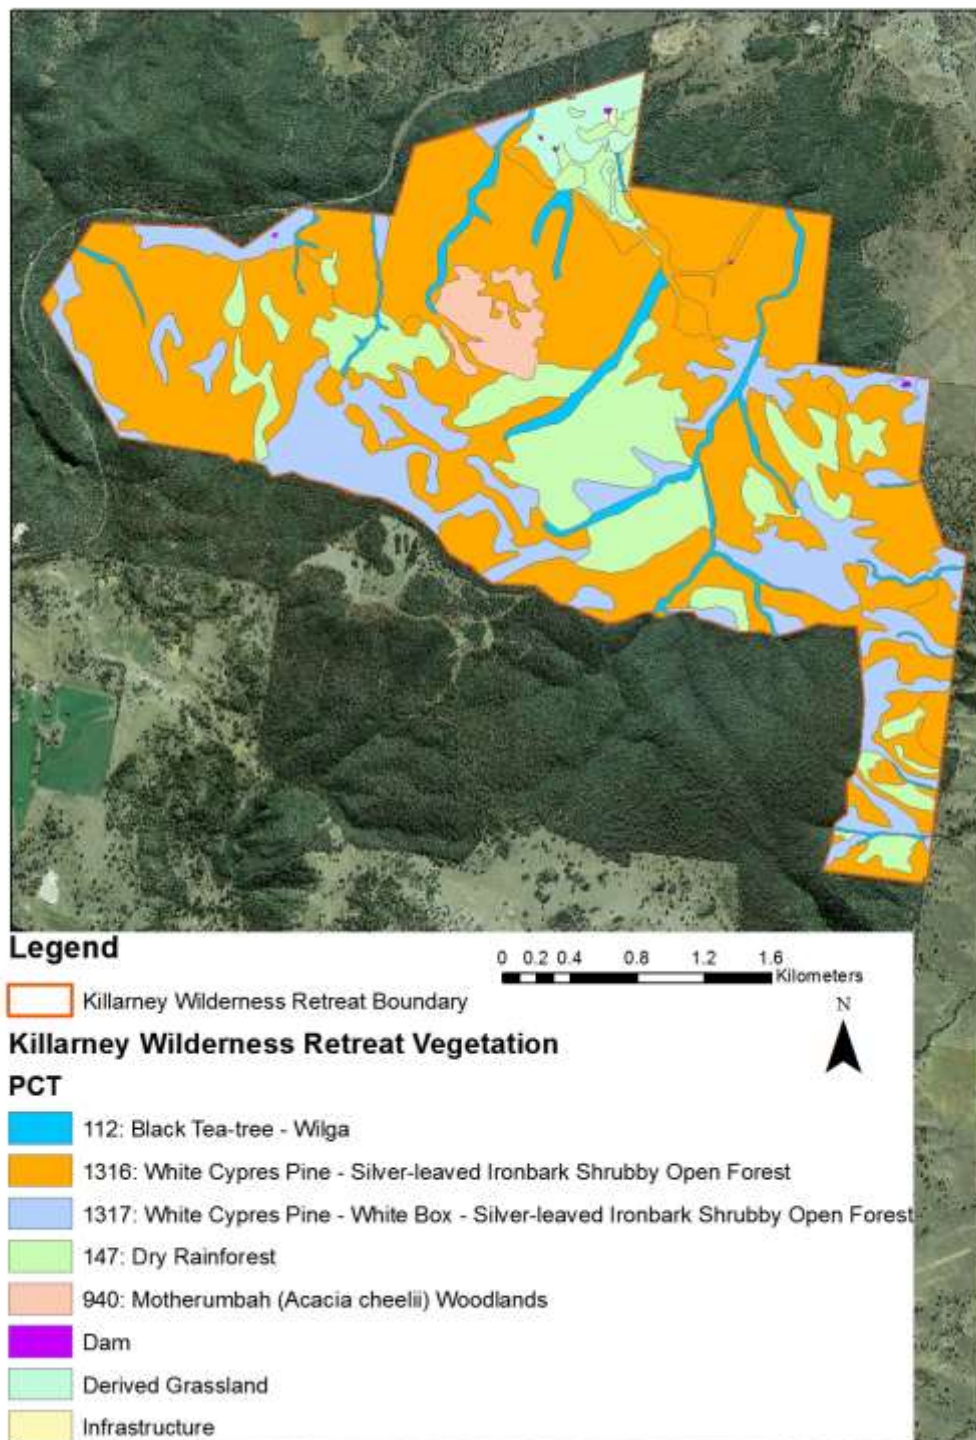 Legend
0 0.2 0.4 0.8 1.2 1.6
Kilometers
Killarney Wilderness Retreat Boundary
N
Killarney Wilderness Retreat Vegetation
PCT
112: Black Tea-tree - Wilga
1316: White Cypres Pine - Silver-leaved Ironbark Shrubby Open Forest
1317: White Cypres Pine - White Box - Silver-leaved Ironbark Shrubby Open Forest
147: Dry Rainforest
940: Motherumbah (Acacia cheelii) Woodlands
Dam
Derived Grassland
Infrastructure